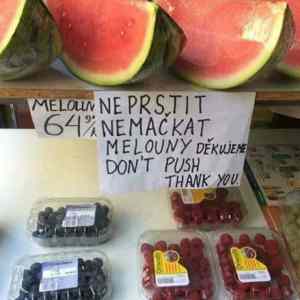 MELOUN
64
NEPRSTIT
NEMAČKAT
MELOUNY DĚKUJEME
DON'T PUSH
THANK YOU.